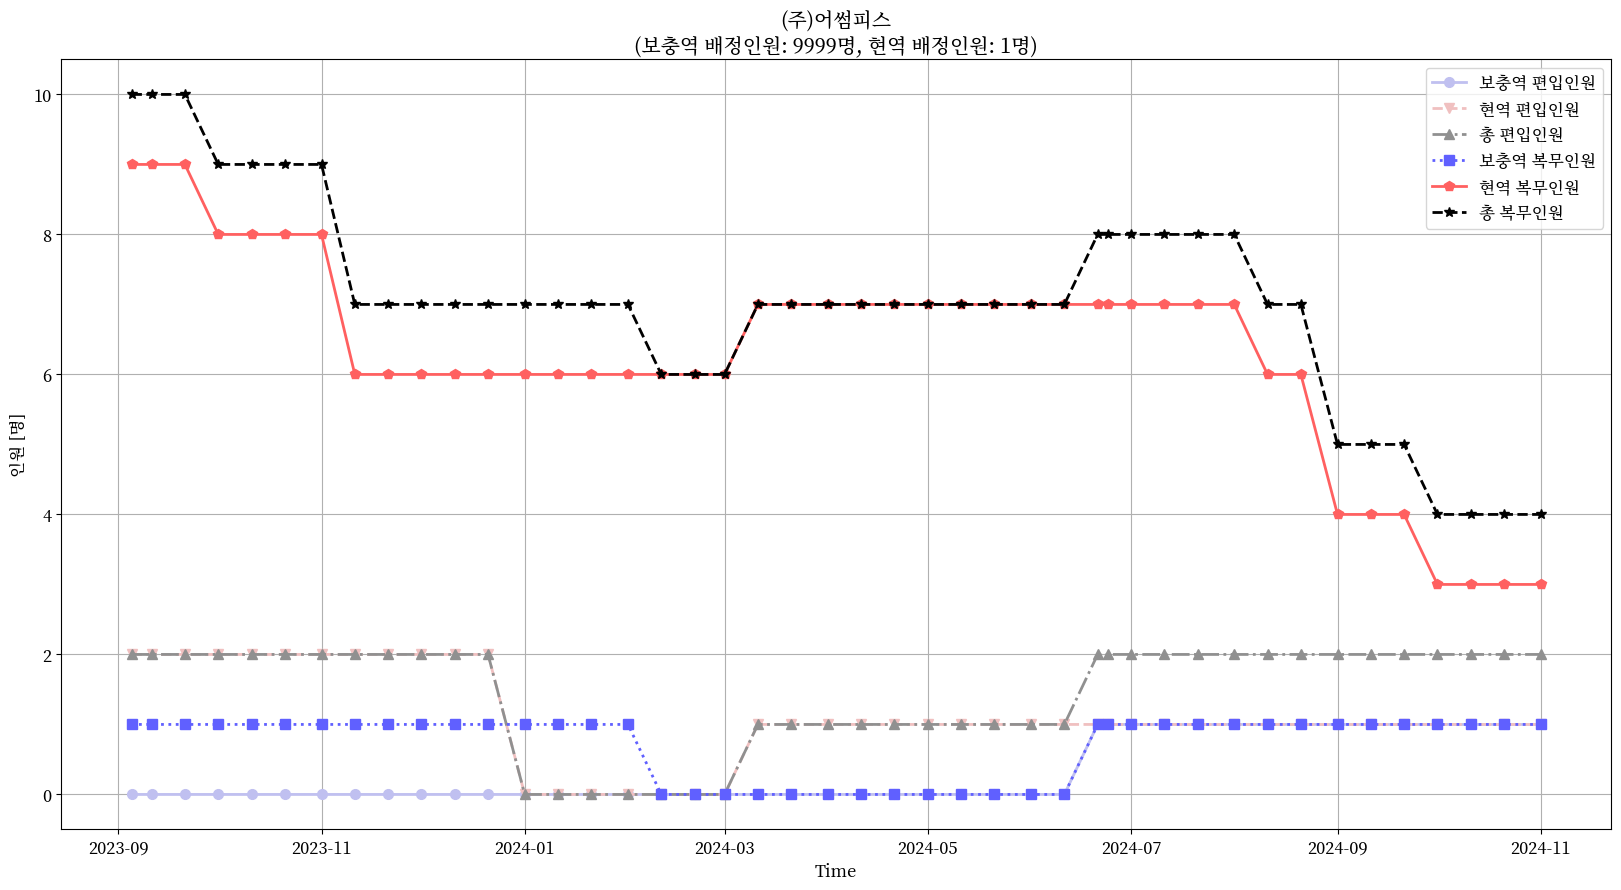 (주)어썸피스
(보충역 배정인원: 9999명, 현역 배정인원: 1명)
보충역 편입인원
현역 편입인원
총 편입인원
보충역 복무인원
현역 복무인원
총 복무인원
10
8
6
4
2
0
인원 [명]
2023-09
2023-11
2024-01
2024-03
2024-05
2024-07
2024-09
2024-11
Time